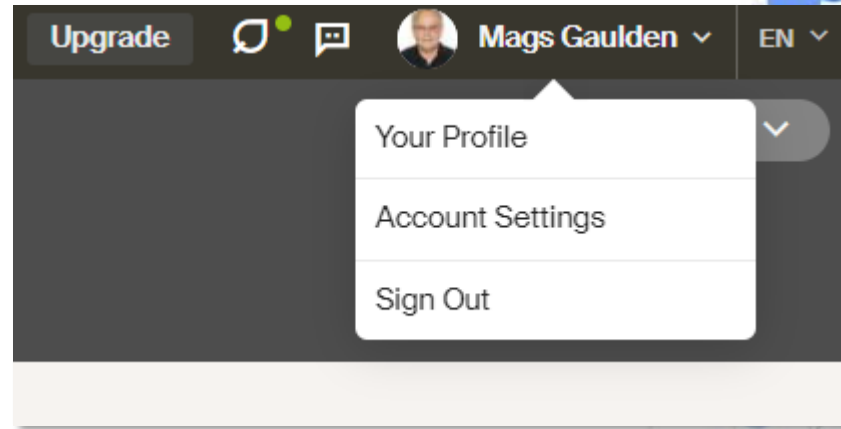 Upgrade Mags Gaulden EN
Your Profile
Account Settings
Sign Out